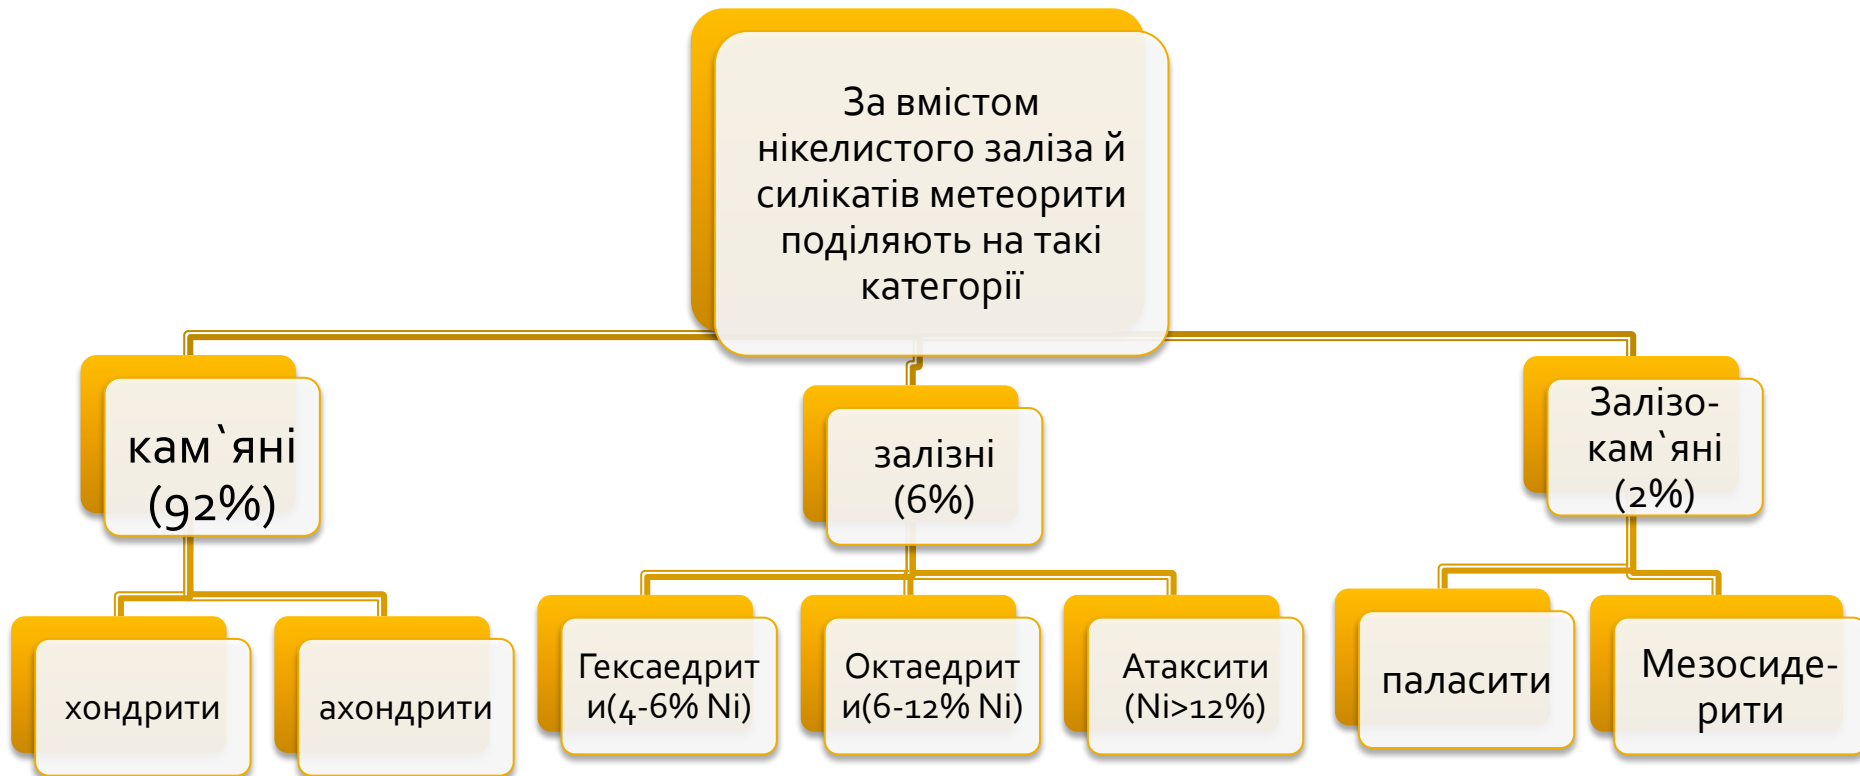 За вмістом
нікелистого заліза й
силікатів метеорити
поділяють на такі
категорії
кам`яні
(92%)
залізні
(6%)
Залізо-
кам`яні
(2%)
хондрити
ахондрити
Гексаедрит
и(4-6% Ni)
Октаедрит
и(6-12% Ni)
Атаксити
(Ni>12%)
паласити
Мезосиде-
рити